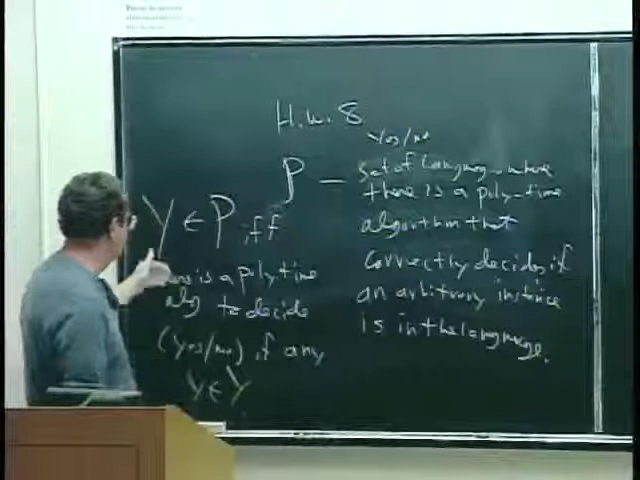 H.W. 8
Yes/no
P — Set of languages where
there is a poly-time
algorithm that
correctly decides if
an arbitrary instance
is in the language.
Y ∈ P iff
there is a poly time
alg to decide
(yes/no) if any
y ∈ Y